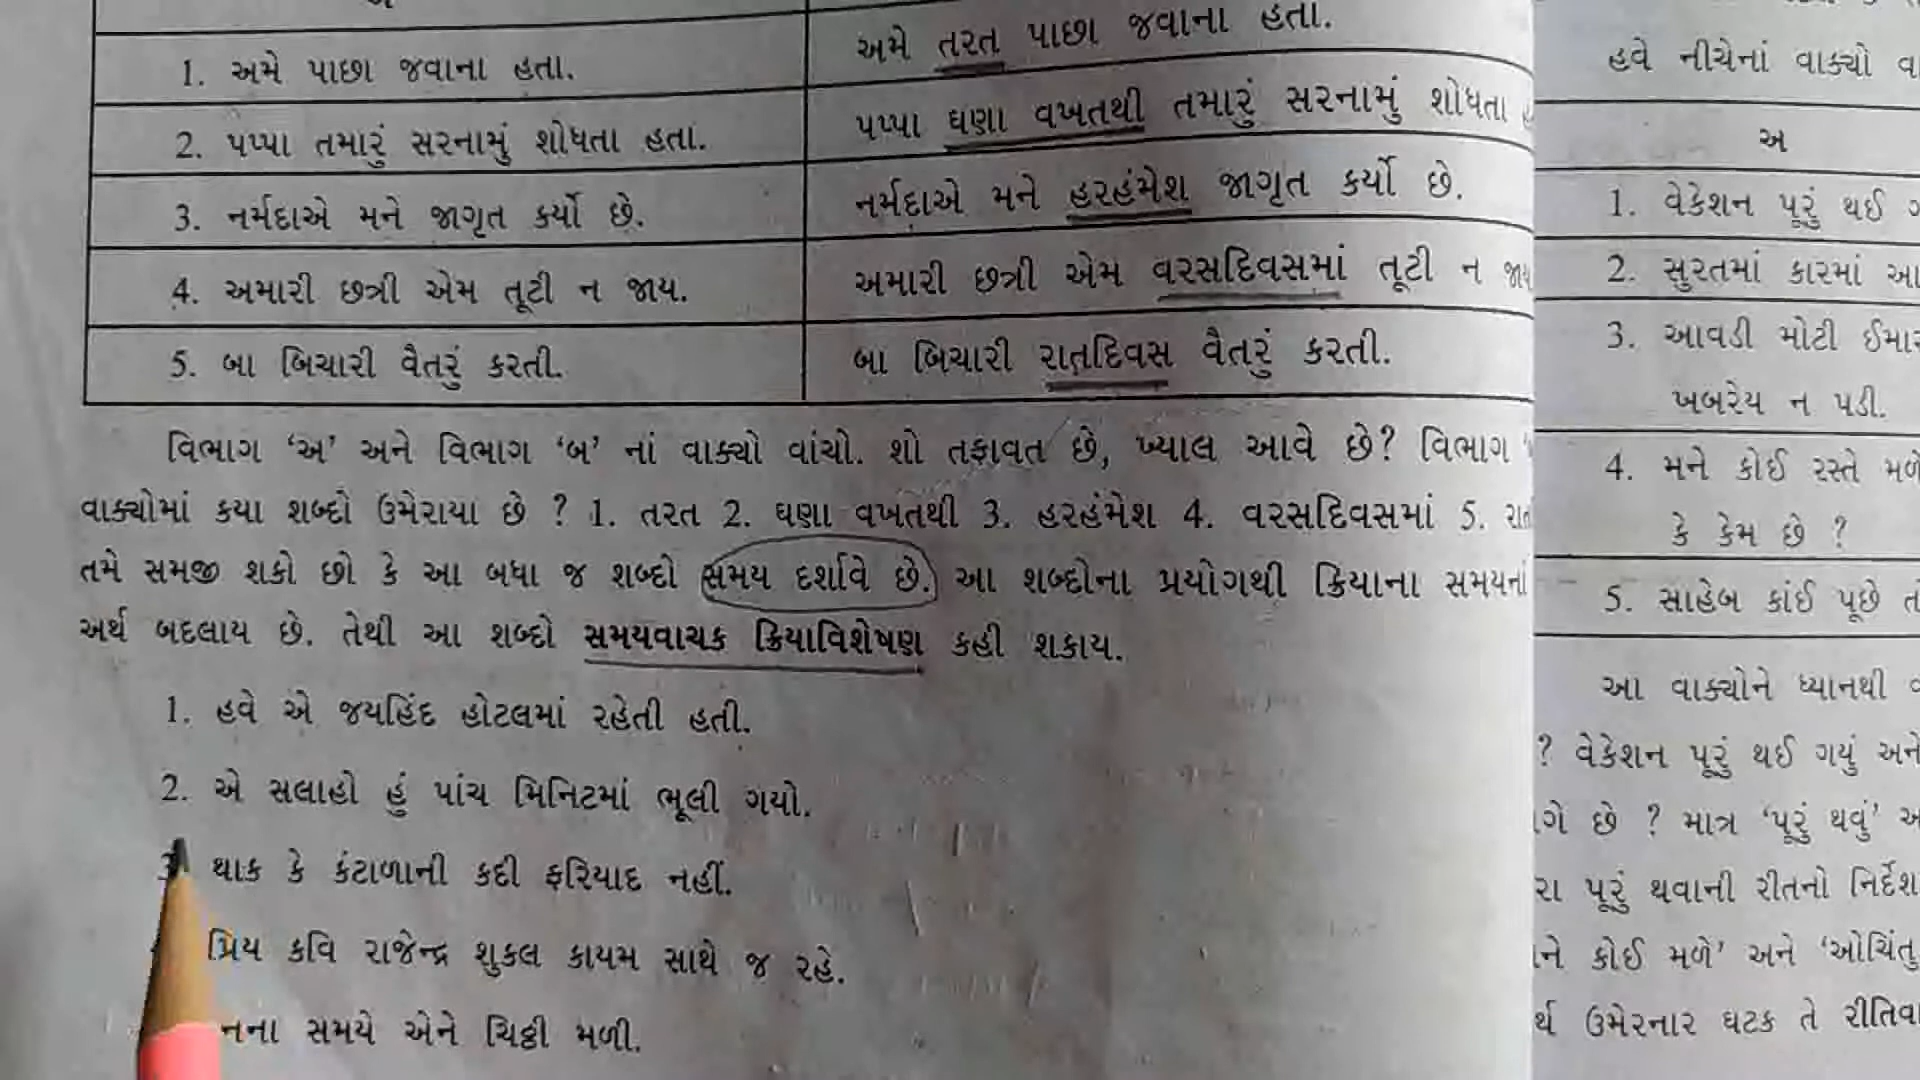 1. અમે પાછા જવાના હતા.
અમે તરત પાછા જવાના હતા.
2. પપ્પા તમારું સરનામું શોધતા હતા.
પપ્પા ઘણા વખતથી તમારું સરનામું શોધતા
3. નર્મદાએ મને જાગૃત કર્યો છે.
નર્મદાએ મને હરહંમેશ જાગૃત કર્યો છે.
4. અમારી છત્રી એમ તૂટી ન જાય.
અમારી છત્રી એમ વરસદિવસમાં તૂટી ન જાય
5. બા બિચારી વૈતરું કરતી.
બા બિચારી રાતદિવસ વૈતરું કરતી.
વિભાગ ‘અ’ અને વિભાગ ‘બ’ નાં વાક્યો વાંચો. શો તફાવત છે, ખ્યાલ આવે છે? વિભાગ
વાક્યોમાં કયા શબ્દો ઉમેરાયા છે ? 1. તરત 2. ઘણા વખતથી 3. હરહંમેશ 4. વરસદિવસમાં 5.
તમે સમજી શકો છો કે આ બધા જ શબ્દો સમય દર્શાવે છે. આ શબ્દોના પ્રયોગથી ક્રિયાના સમયનાં
અર્થ બદલાય છે. તેથી આ શબ્દો સમયવાચક ક્રિયાવિશેષણ કહી શકાય.
1. હવે એ જયહિંદ હોટલમાં રહેતી હતી.
2. એ સલાહો હું પાંચ મિનિટમાં ભૂલી ગયો.
3 થાક કે કંટાળાની કદી ફરિયાદ નહીં.
પ્રિય કવિ રાજેન્દ્ર શુક્લ કાયમ સાથે જ રહે.
સમયે એને ચિઠ્ઠી મળી.
હવે નીચેનાં વાક્યો
અ
1. વેકેશન પૂરું થઈ
2. સુરતમાં કારમાં
3. આવડી મોટી
ખબરેય ન પડી.
4. મને કોઈ રસ્તે
કે કેમ છે ?
5. સાહેબ કાંઈ પૂછે
આ વાક્યોને ધ્યાનથી
? વેકેશન પૂરું થઈ ગયું અને
છે ? માત્ર ‘પૂરું થવું’
પૂરું થવાની રીતનો નિર્દેશ
કોઈ મળે’ અને
ઉમેરનાર ઘટક તે